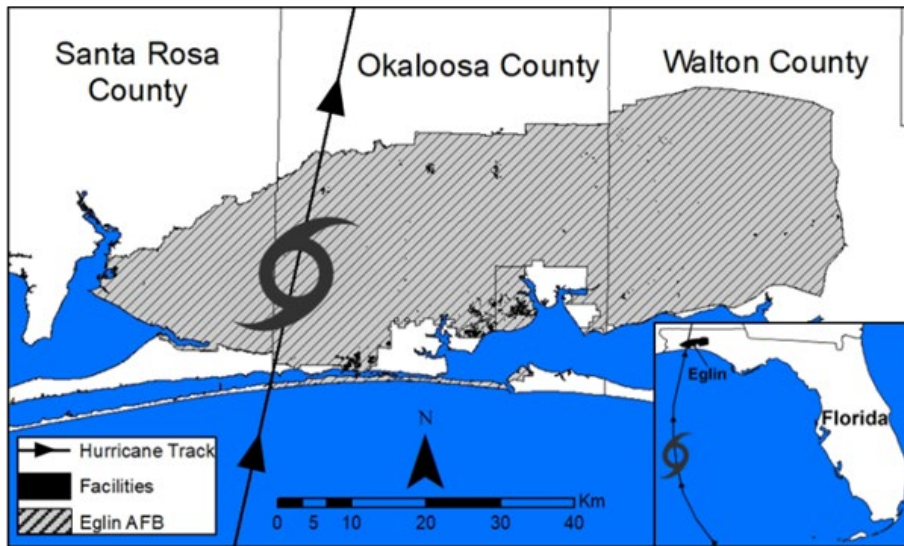 Santa Rosa
County
Okaloosa County
Walton County
N
Km
0 5 10 20 30 40
Hurricane Track
Facilities
Eglin AFB
Eglin
Florida